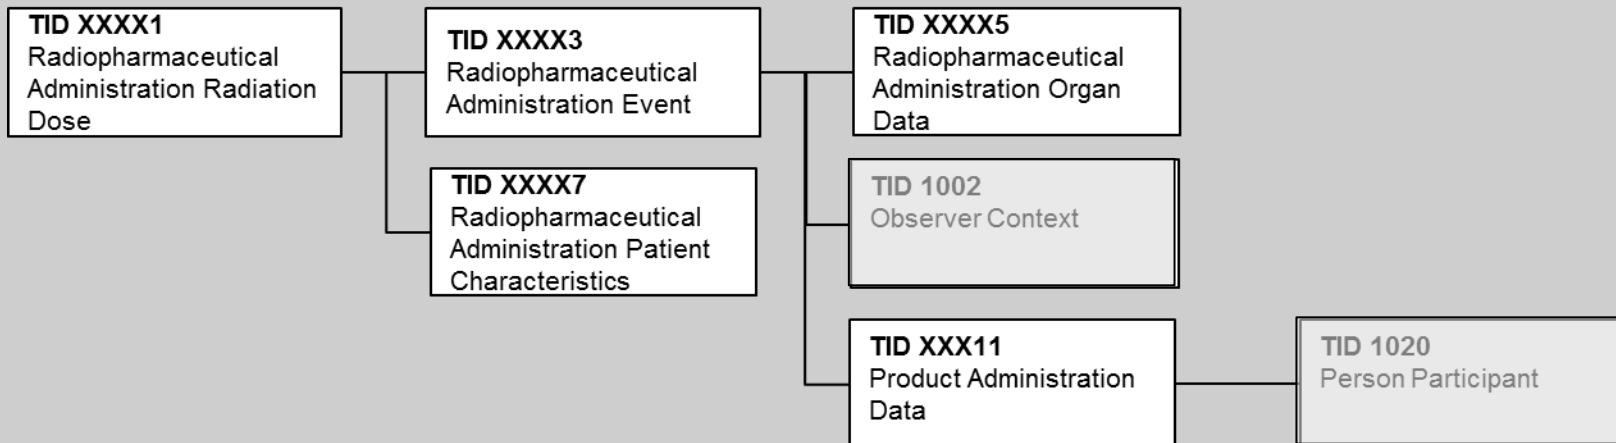 TID XXXX1
Radiopharmaceutical
Administration Radiation
Dose
TID XXXX3
Radiopharmaceutical
Administration Event
TID XXXX5
Radiopharmaceutical
Administration Organ
Data
TID XXXX7
Radiopharmaceutical
Administration Patient
Characteristics
TID 1002
Observer Context
TID XXX11
Product Administration
Data
TID 1020
Person Participant